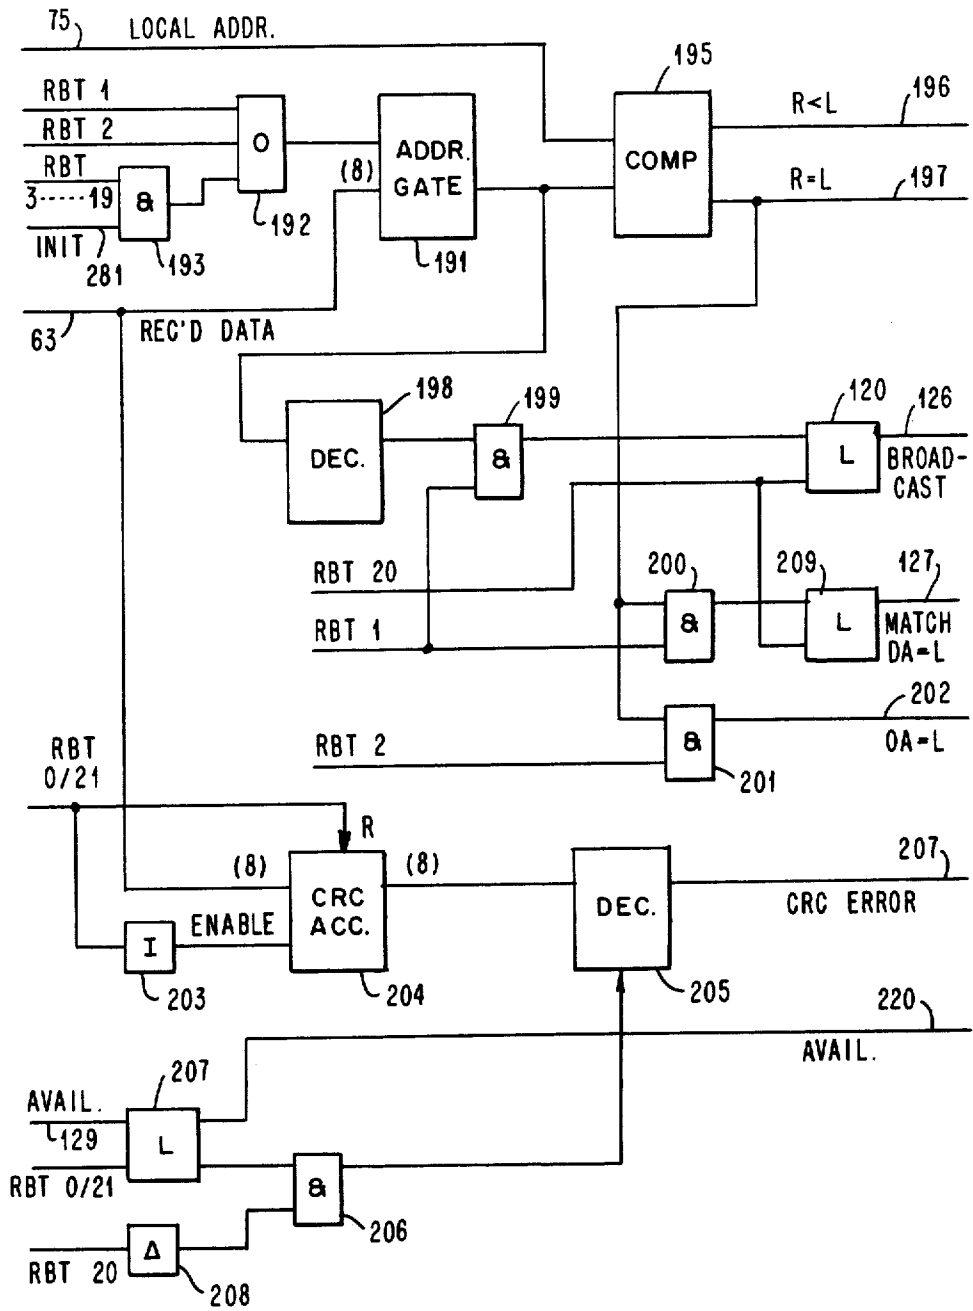 75 LOCAL ADDR.
195
RBT 1
R<L
196
RBT 2
O
ADDR.
GATE
COMP
RBT
(8)
R=L
197
3-----19
&
192
INIT
193
191
281
63
REC'D DATA
198
199
120
126
DEC.
&
L
BROAD-
CAST
RBT 20
200
209
127
RBT 1
&
L
MATCH
DA=L
202
RBT
0/21
RBT 2
&
OA=L
201
R
(8)
(8)
207
CRC
ACC.
DEC.
CRC ERROR
ENABLE
I
203
204
205
220
AVAIL.
207
AVAIL.
129
L
RBT 0/21
&
206
Δ
RBT 20
208